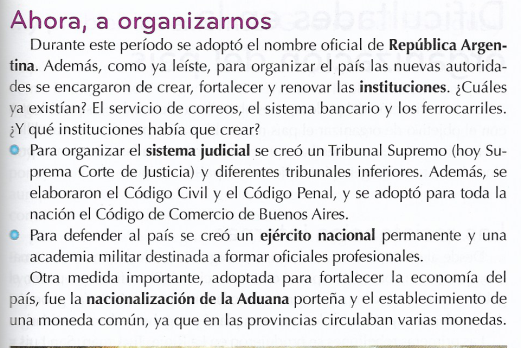 Ahora, a organizarnos
Durante este período se adoptó el nombre oficial de República Argen-
tina. Además, como ya leíste, para organizar el país las nuevas autorida-
des se encargaron de crear, fortalecer y renovar las instituciones. ¿Cuáles
ya existían? El servicio de correos, el sistema bancario y los ferrocarriles.
¿Y qué instituciones había que crear?
Para organizar el sistema judicial se creó un Tribunal Supremo (hoy Su-
prema Corte de Justicia) y diferentes tribunales inferiores. Además, se
elaboraron el Código Civil y el Código Penal, y se adoptó para toda la
nación el Código de Comercio de Buenos Aires.
Para defender al país se creó un ejército nacional permanente y una
academia militar destinada a formar oficiales profesionales.
Otra medida importante, adoptada para fortalecer la economía del
país, fue la nacionalización de la Aduana porteña y el establecimiento de
una moneda común, ya que en las provincias circulaban varias monedas.